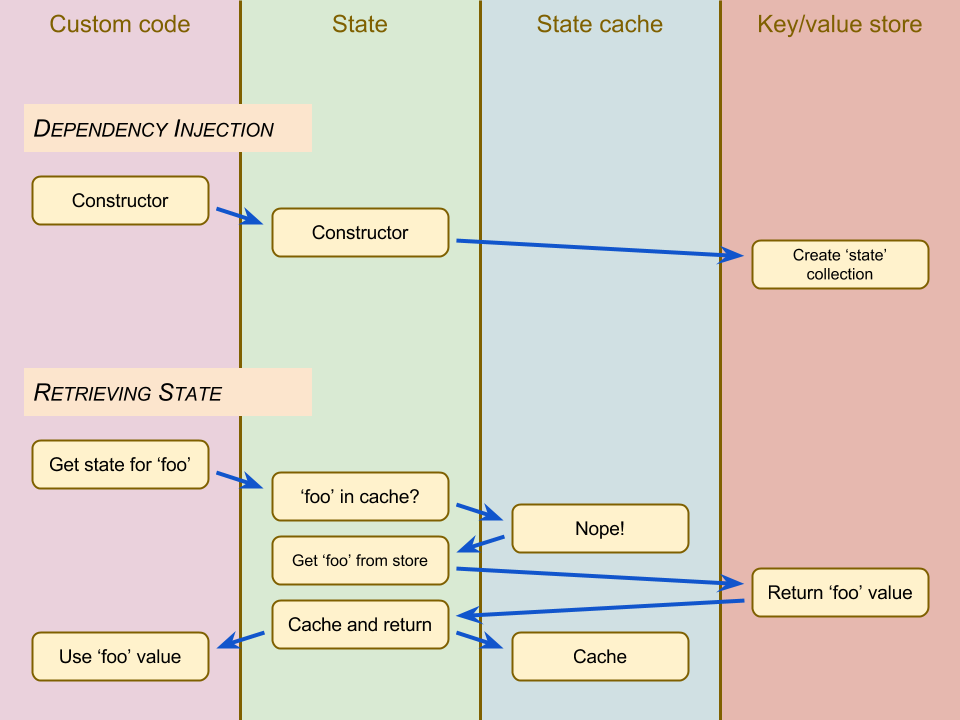 Custom code
State
State cache
Key/value store
DEPENDENCY INJECTION
Constructor
Constructor
Create ‘state’
collection
RETRIEVING STATE
Get state for ‘foo’
‘foo’ in cache?
Nope!
Get ‘foo’ from store
Return ‘foo’ value
Cache and return
Use ‘foo’ value
Cache